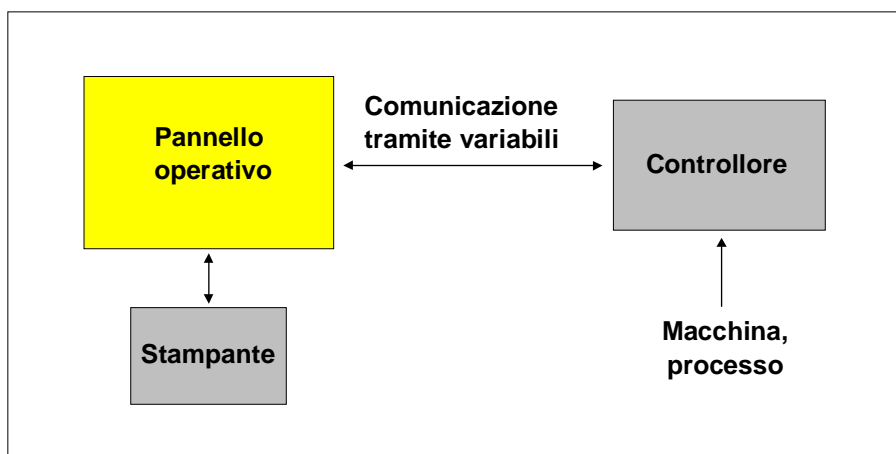 Comunicazione
tramite variabili
Pannello
operativo
Controllore
Stampante
Macchina,
processo